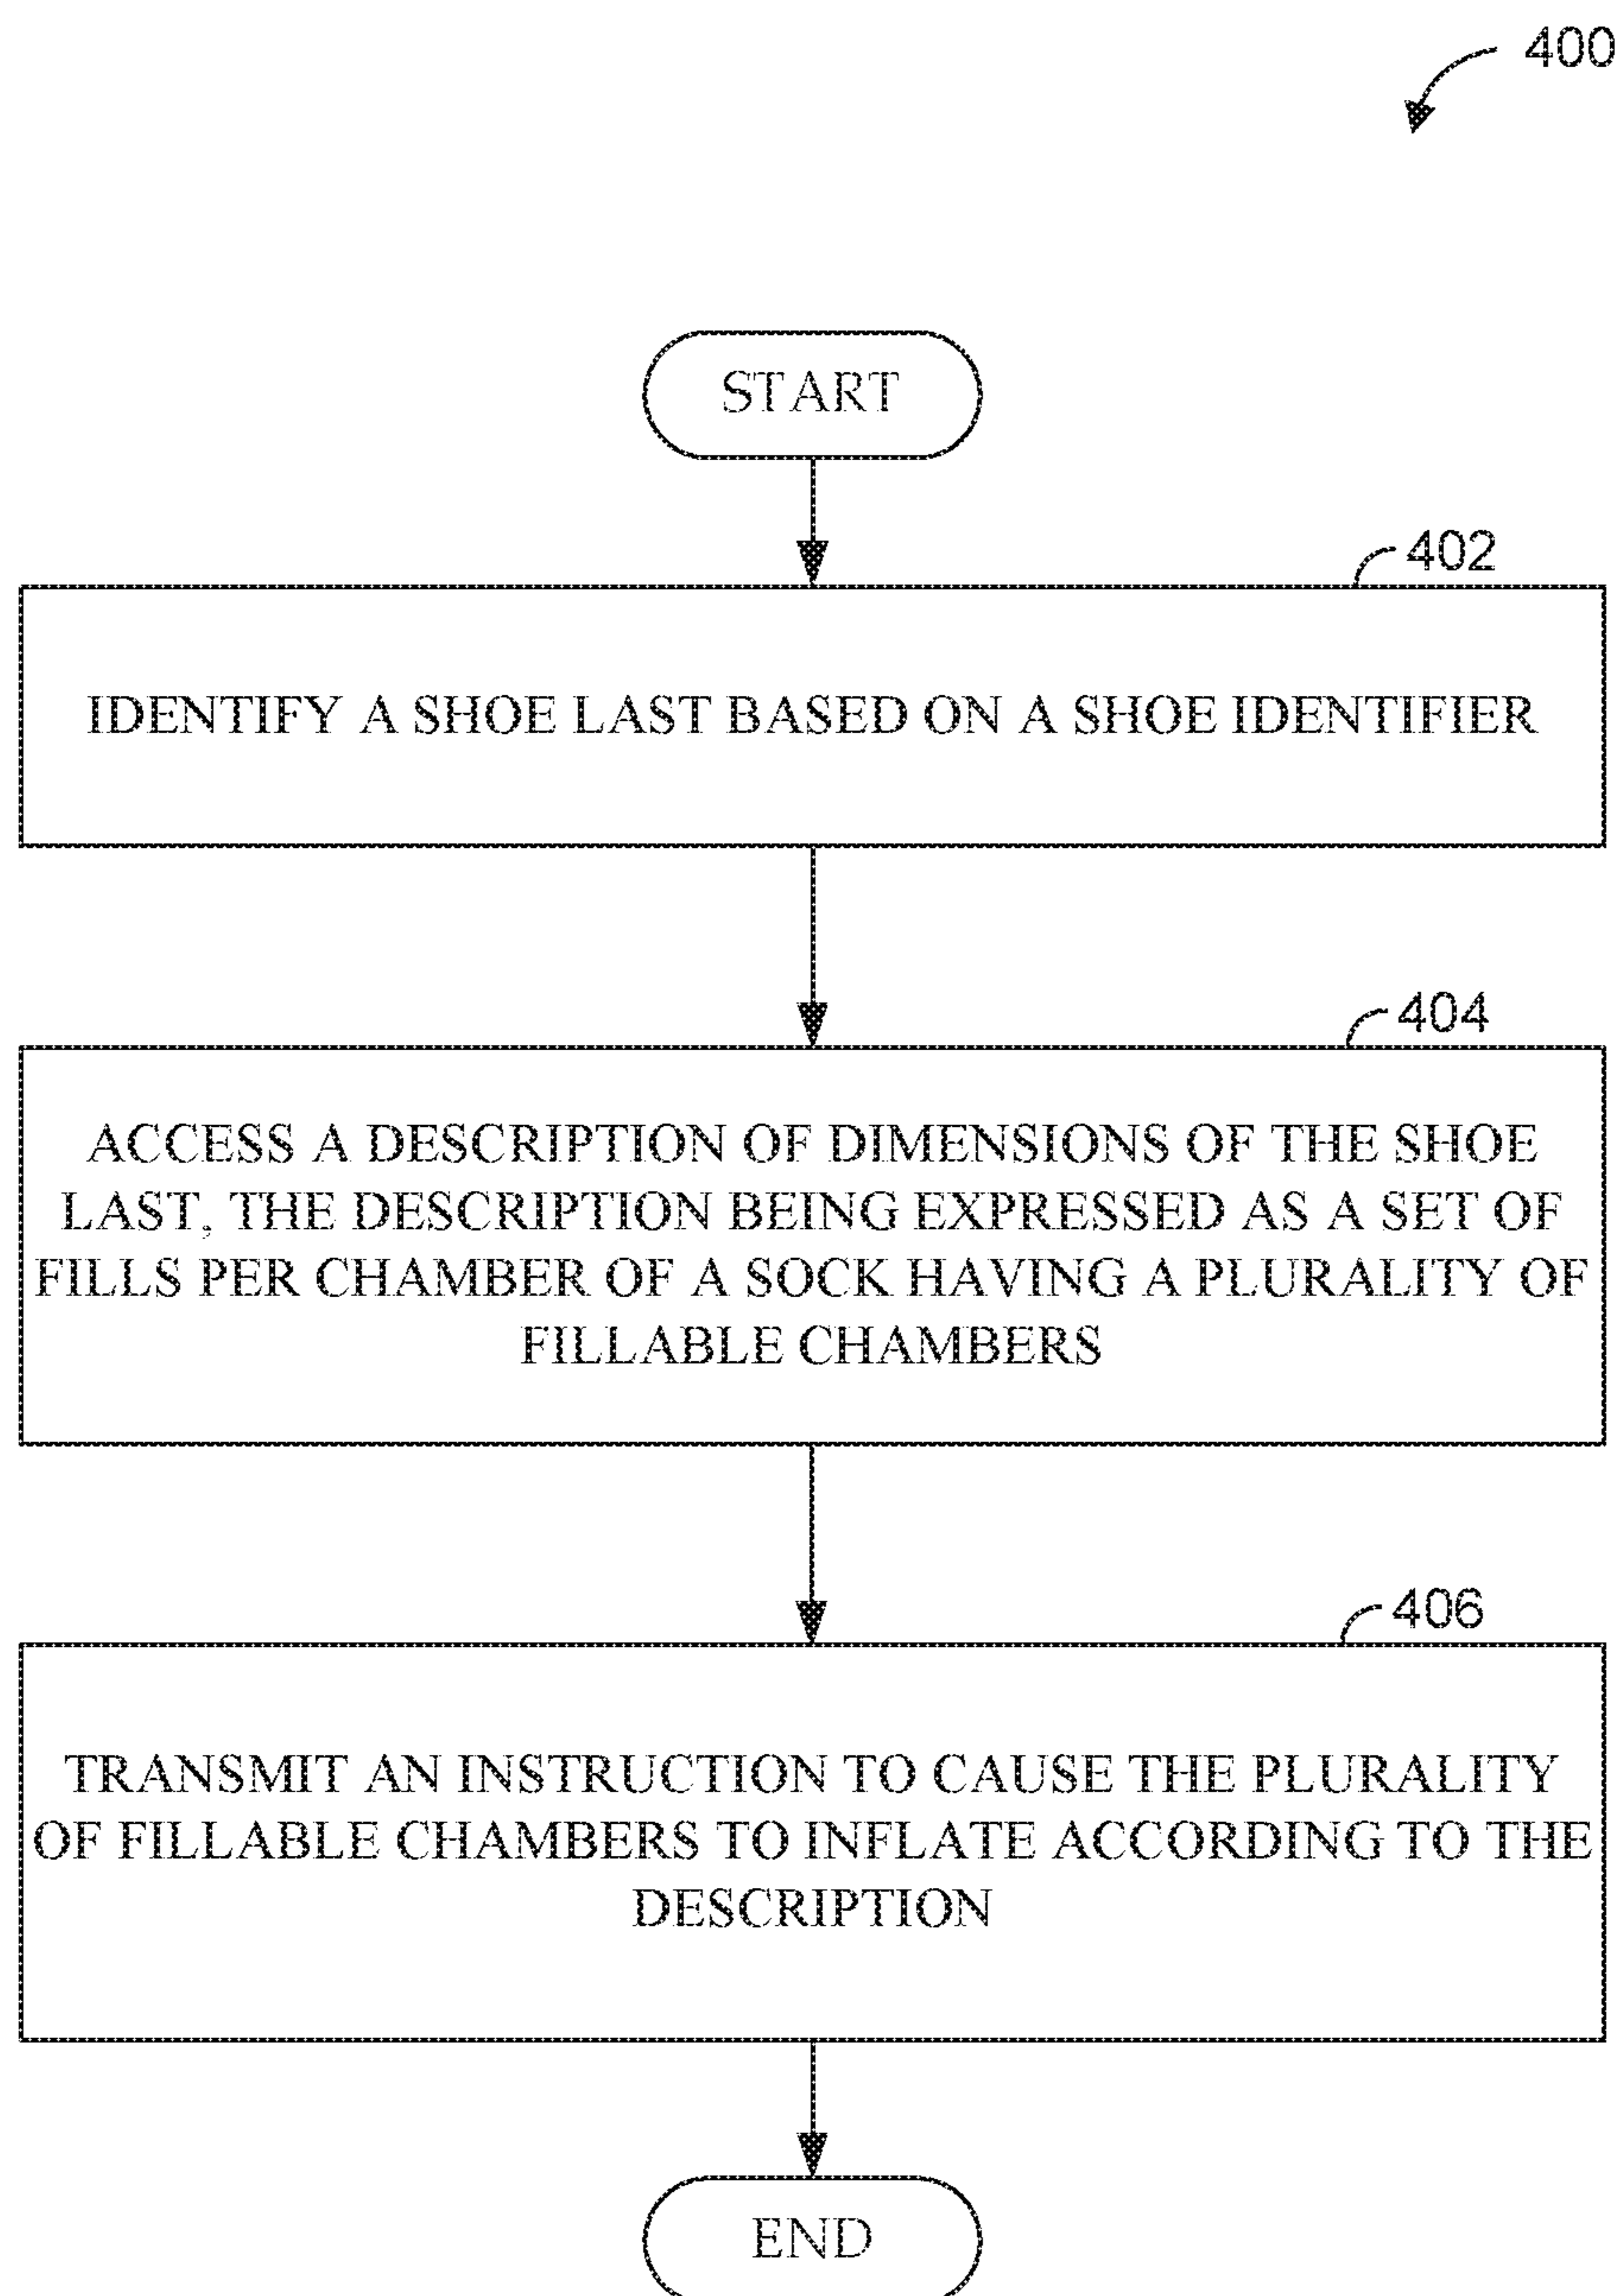 400
START
402
IDENTIFY A SHOE LAST BASED ON A SHOE IDENTIFIER
404
ACCESS A DESCRIPTION OF DIMENSIONS OF THE SHOE
LAST, THE DESCRIPTION BEING EXPRESSED AS A SET OF
FILLS PER CHAMBER OF A SOCK HAVING A PLURALITY OF
FILLABLE CHAMBERS
406
TRANSMIT AN INSTRUCTION TO CAUSE THE PLURALITY
OF FILLABLE CHAMBERS TO INFLATE ACCORDING TO THE
DESCRIPTION
END